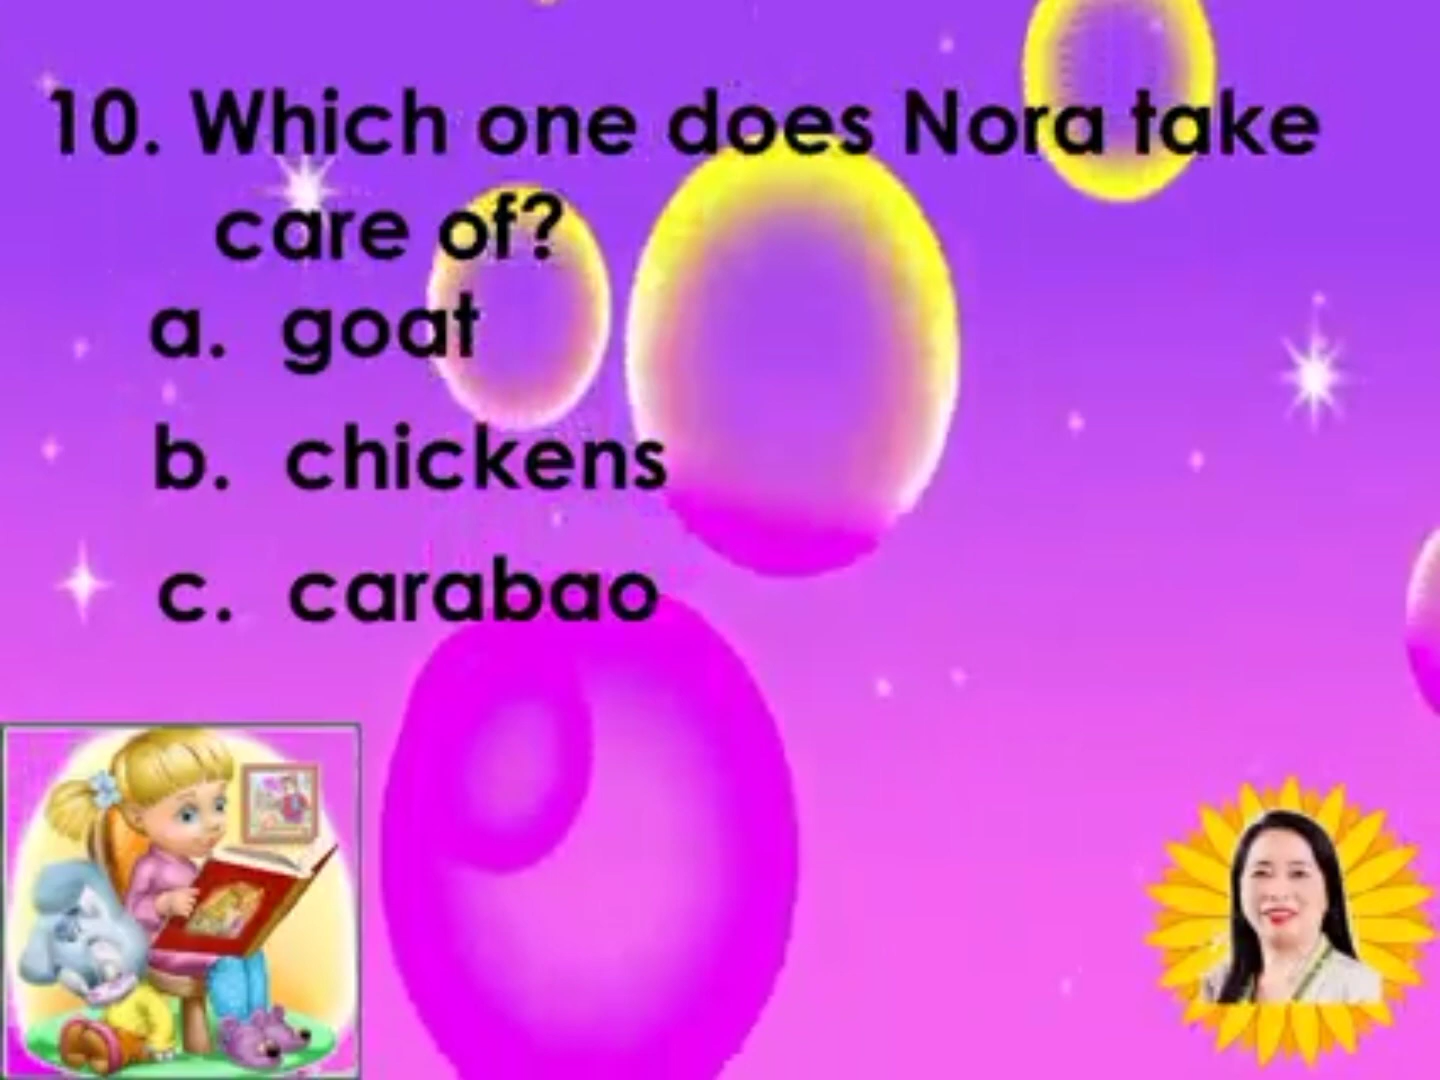 10. Which one does Nora take
care of?
a. goat
b. chickens
c. carabao